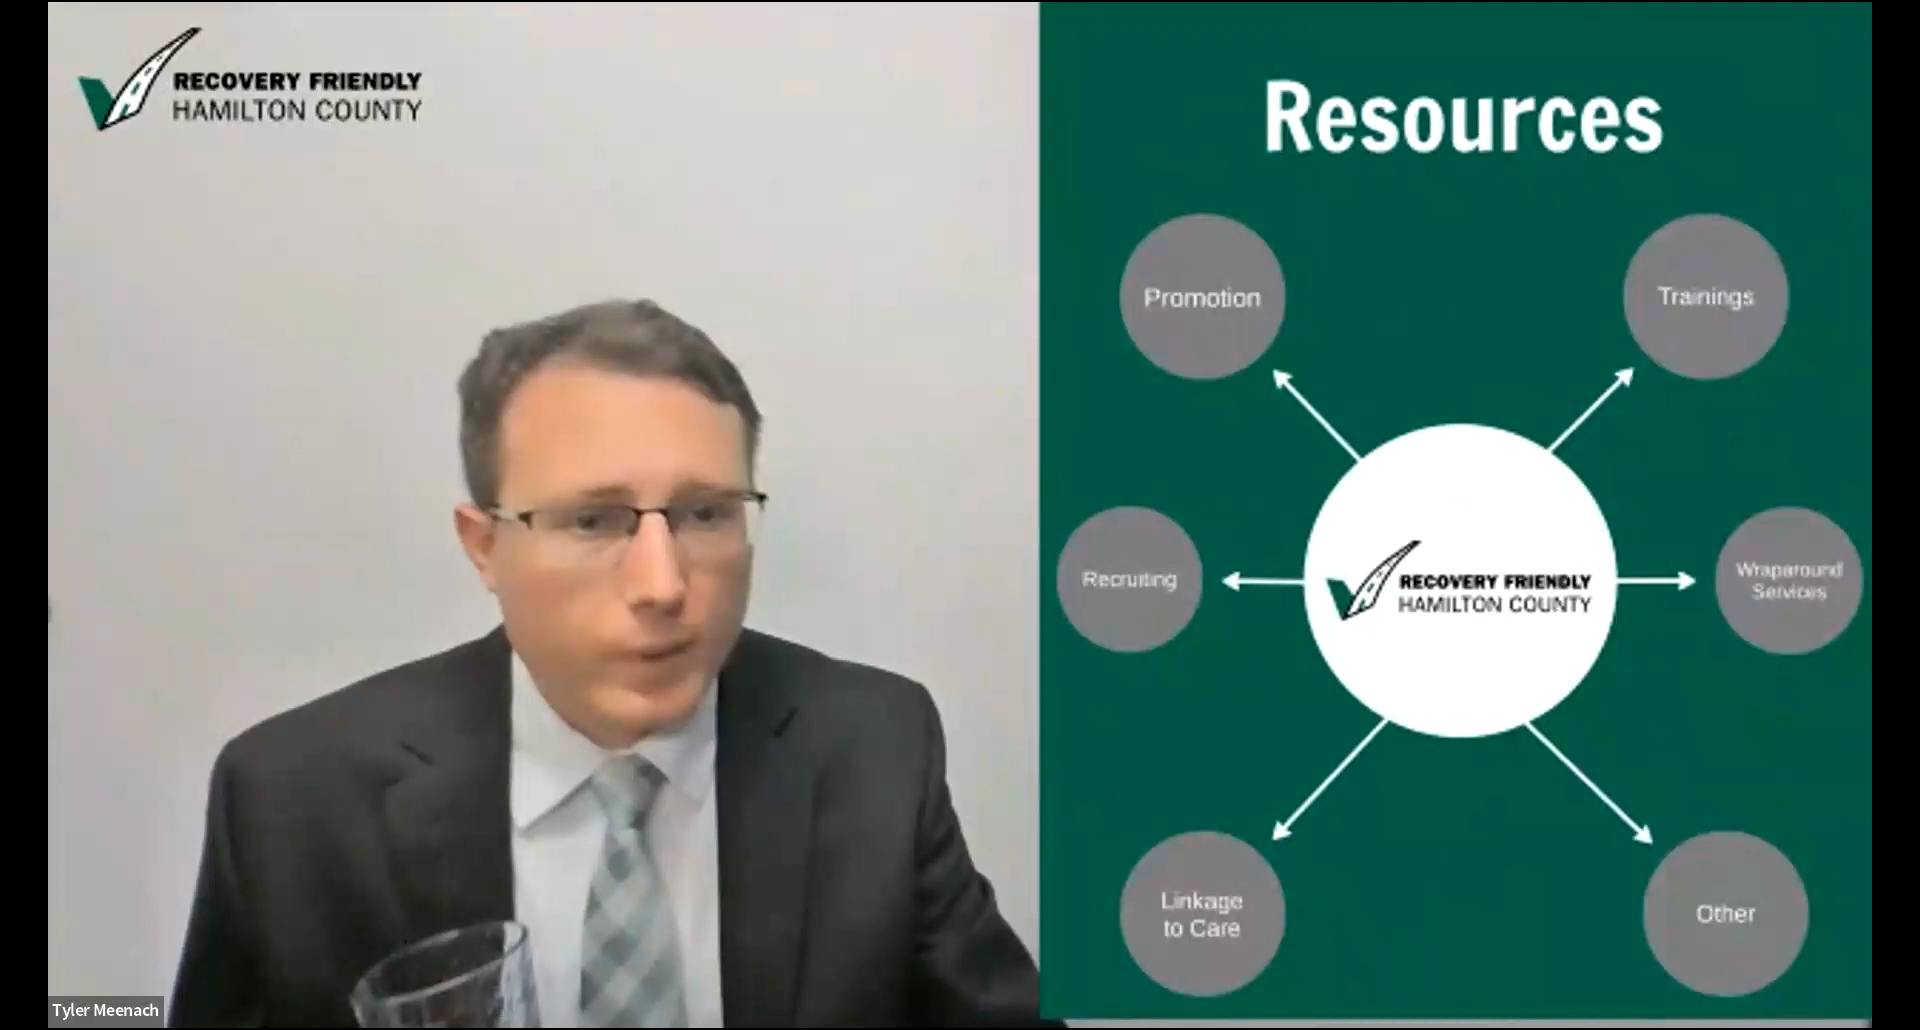 RECOVERY FRIENDLY
HAMILTON COUNTY
Resources
Promotion
Trainings
Recruiting
RECOVERY FRIENDLY
HAMILTON COUNTY
Wraparound
Services
Linkage
to Care
Other
Tyler Meenach